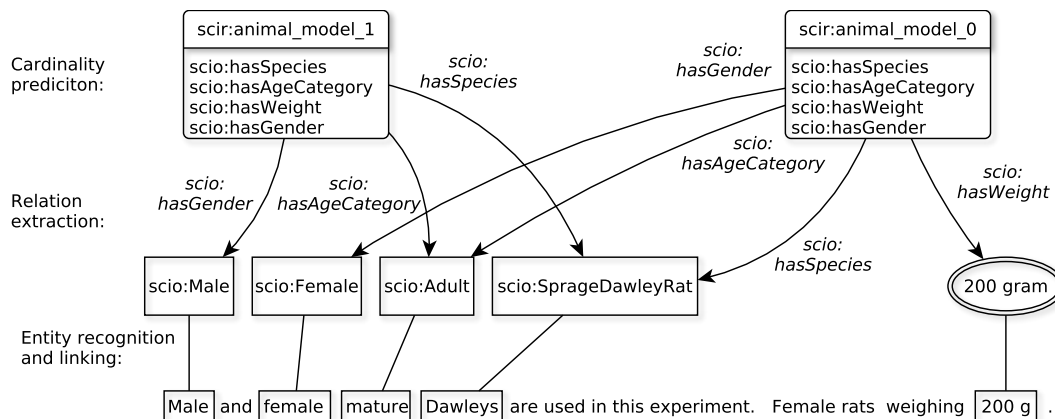 scir:animal_model_1
scio:hasSpecies
scio:hasAgeCategory
scio:hasWeight
scio:hasGender
scir:animal_model_0
scio:hasSpecies
scio:hasAgeCategory
scio:hasWeight
scio:hasGender
Cardinality
prediciton:
scio:
hasSpecies
scio:
hasGender
scio:
hasAgeCategory
scio:
hasWeight
Relation
extraction:
scio:
hasGender
scio:
hasAgeCategory
scio:
hasSpecies
scio:Male
scio:Female
scio:Adult
scio:SprageDawleyRat
200 gram
Entity recognition
and linking:
Male and female mature Dawleys are used in this experiment. Female rats weighing 200 g .